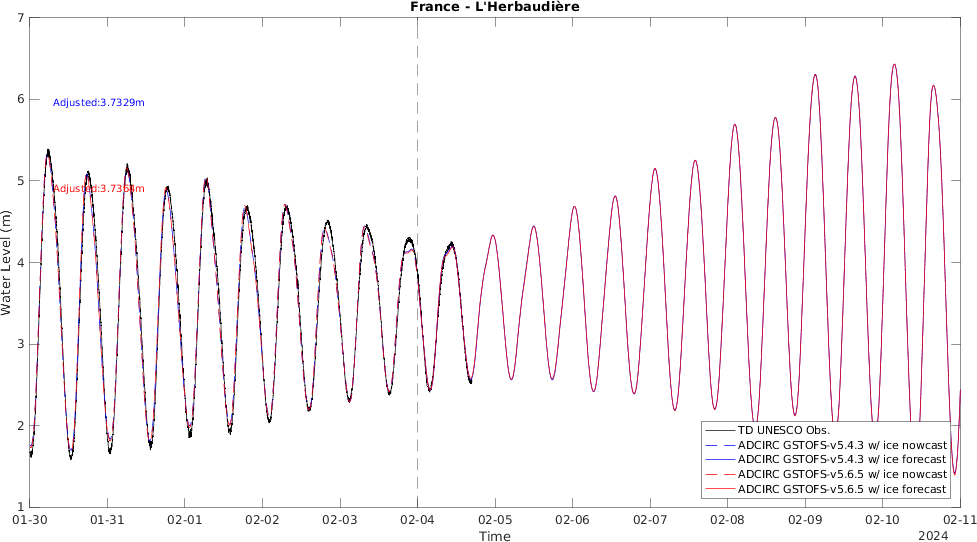 France - L'Herbaudière
7
6
5
4
3
2
1
Water Level (m)
Adjusted:3.7329m
Adjusted:3.7364m
TD UNESCO Obs.
ADCIRC GSTOFS-v5.4.3 w/ ice nowcast
ADCIRC GSTOFS-v5.4.3 w/ ice forecast
ADCIRC GSTOFS-v5.6.5 w/ ice nowcast
ADCIRC GSTOFS-v5.6.5 w/ ice forecast
01-30 01-31 02-01 02-02 02-03 02-04 02-05 02-06 02-07 02-08 02-09 02-10 02-11
Time
2024